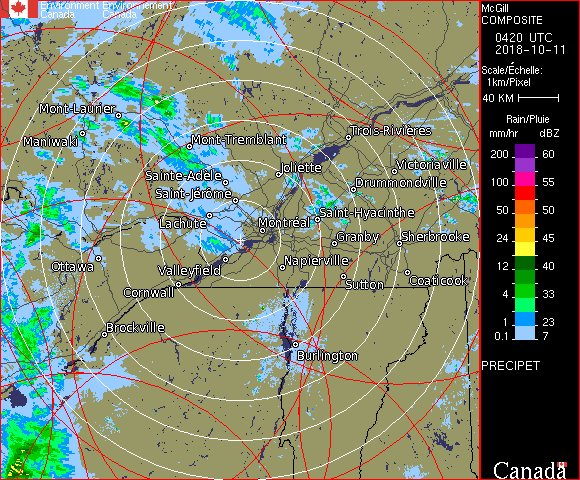 Environment Environnement
Canada Canada
McGill
COMPOSITE
0420 UTC
2018-10-11
Scale/Échelle:
1km/Pixel
40 KM
Rain/Pluie
mm/hr dBZ
200 60
100 55
50 50
50 45
24 30
12 40
4 33
1 23
0.1 7
PRECIPET
Canada
Mont-Laurier
Maniwaki
Mont-Tremblant
Trois-Rivières
Sainte-Adèle
Joliette
Victoriaville
Saint-Jérôme
Drummondville
Lachute
Montréal
Saint-Hyacinthe
Granby
Sherbrooke
Ottawa
Valleyfield
Napierville
Cornwall
Sutton
Coaticook
Brockville
Burlington